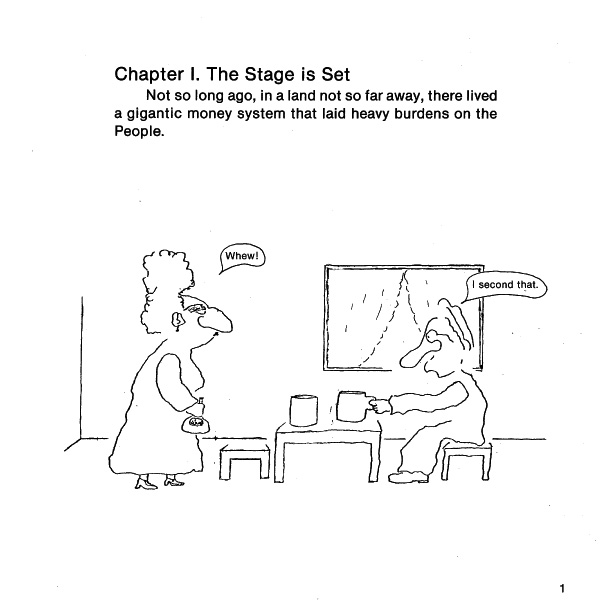 Chapter I. The Stage is Set
Not so long ago, in a land not so far away, there lived
a gigantic money system that laid heavy burdens on the
People.
Whew!
I second that.
1